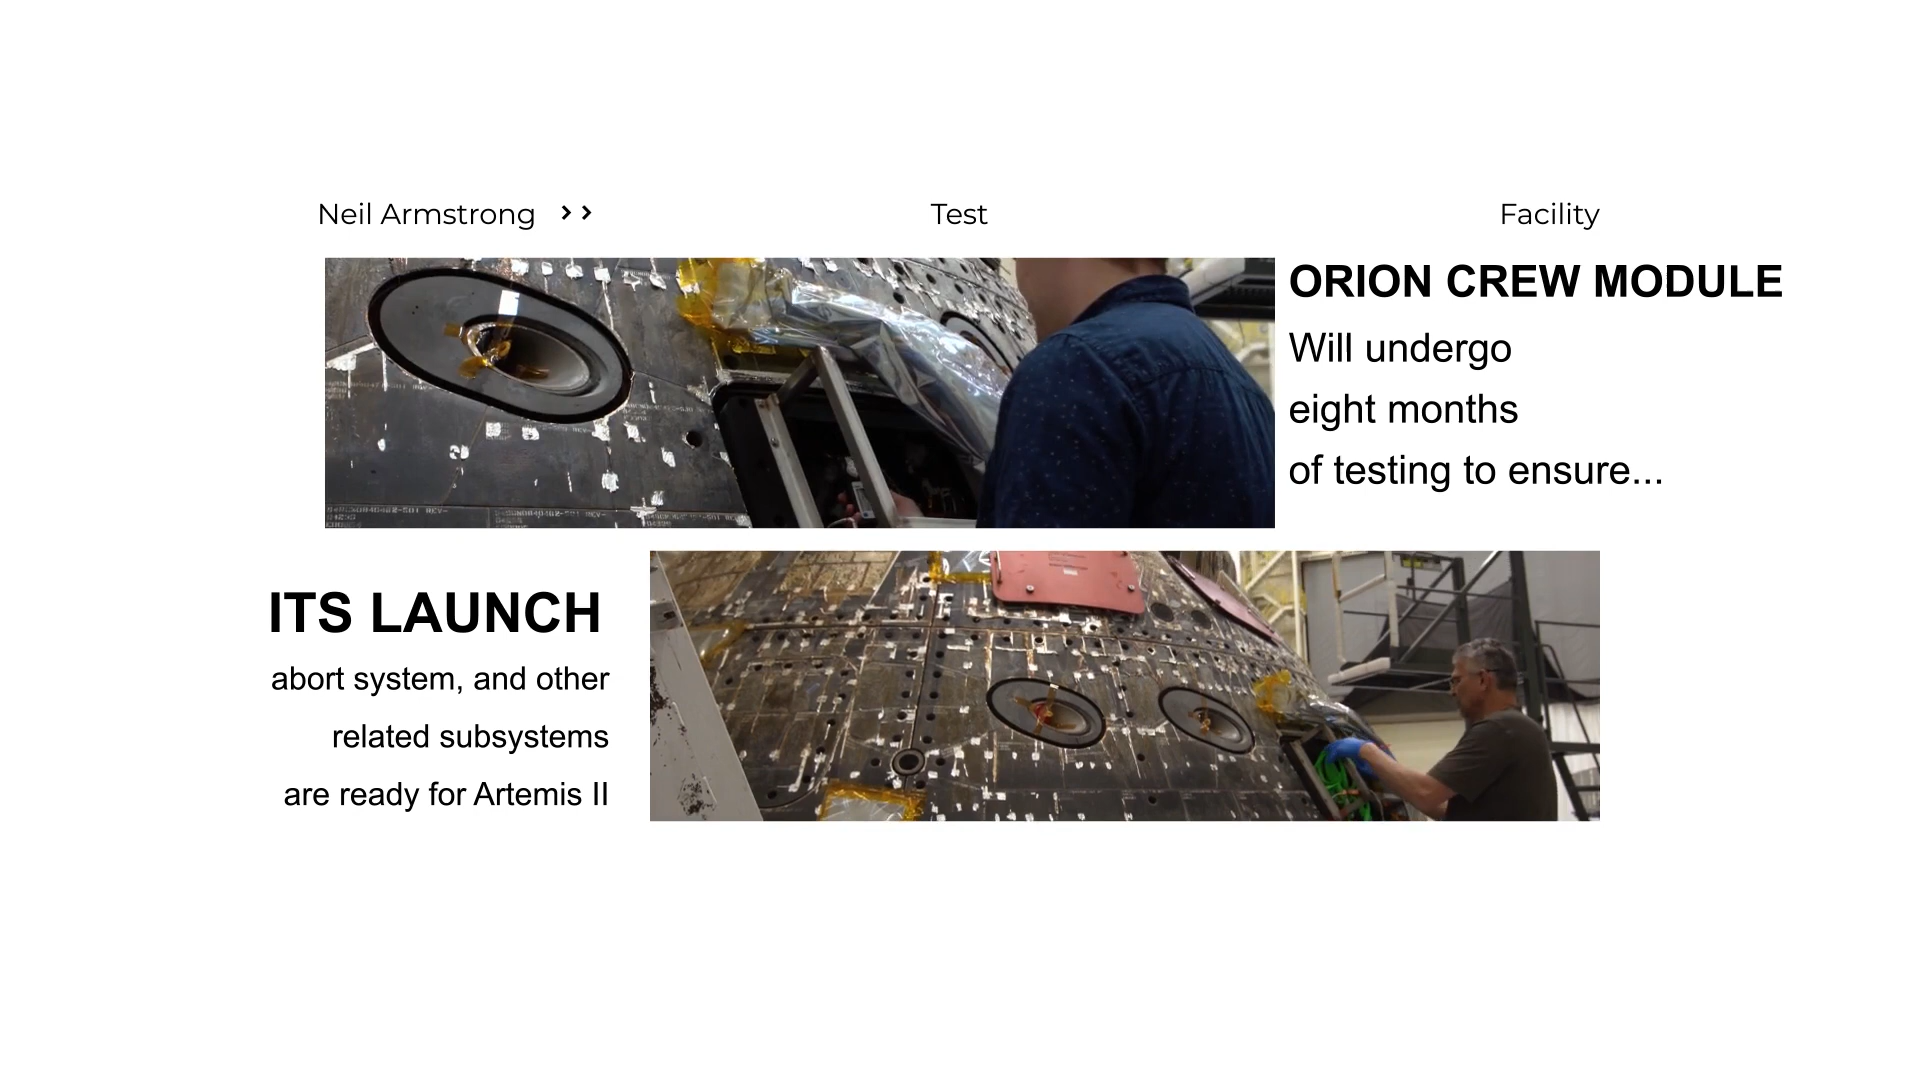 Neil Armstrong >> Test Facility
ORION CREW MODULE
Will undergo
eight months
of testing to ensure...
ITS LAUNCH
abort system, and other
related subsystems
are ready for Artemis II